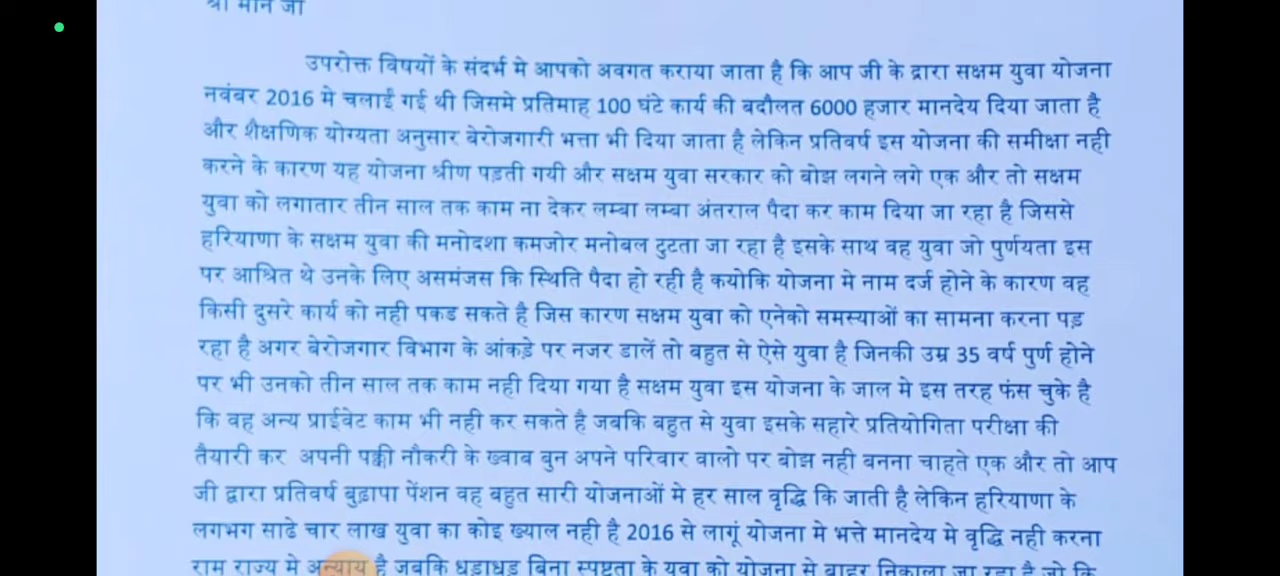 श्री मान जी
उपरोक्त विषयों के संदर्भ मे आपको अवगत कराया जाता है कि आप जी के द्रारा सक्षम युवा योजना
नवंबर 2016 मे चलाई गई थी जिसमे प्रतिमाह 100 घंटे कार्य की बदौलत 6000 हजार मानदेय दिया जाता है
और शैक्षणिक योग्यता अनुसार बेरोजगारी भत्ता भी दिया जाता है लेकिन प्रतिवर्ष इस योजना की समीक्षा नही
करने के कारण यह योजना श्रीण पड़ती गयी और सक्षम युवा सरकार को बोझ लगने लगे एक और तो सक्षम
युवा को लगातार तीन साल तक काम ना देकर लम्बा लम्बा अंतराल पैदा कर काम दिया जा रहा है जिससे
हरियाणा के सक्षम युवा की मनोदशा कमजोर मनोबल टुटता जा रहा है इसके साथ वह युवा जो पुर्णयता इस
पर आश्रित थे उनके लिए असमंजस कि स्थिति पैदा हो रही है कयोकि योजना मे नाम दर्ज होने के कारण वह
किसी दुसरे कार्य को नही पकड सकते है जिस कारण सक्षम युवा को एनेको समस्याओं का सामना करना पड़
रहा है अगर बेरोजगार विभाग के आंकड़े पर नजर डालें तो बहुत से ऐसे युवा है जिनकी उम्र 35 वर्ष पुर्ण होने
पर भी उनको तीन साल तक काम नही दिया गया है सक्षम युवा इस योजना के जाल मे इस तरह फंस चुके है
कि वह अन्य प्राईवेट काम भी नही कर सकते है जबकि बहुत से युवा इसके सहारे प्रतियोगिता परीक्षा की
तैयारी कर अपनी पक्की नौकरी के ख्वाब बुन अपने परिवार वालो पर बोझ नही बनना चाहते एक और तो आप
जी द्वारा प्रतिवर्ष बुढ़ापा पेंशन वह बहुत सारी योजनाओं मे हर साल वृद्धि कि जाती है लेकिन हरियाणा के
लगभग साढे चार लाख युवा का कोइ ख्याल नही है 2016 से लागूं योजना मे भत्ते मानदेय मे वृद्धि नही करना
राम राज्य मे अन्याय है जबकि धड़ाधड़ बिना स्पष्टता के युवा को योजना से बाहर निकाला जा रहा है जो कि